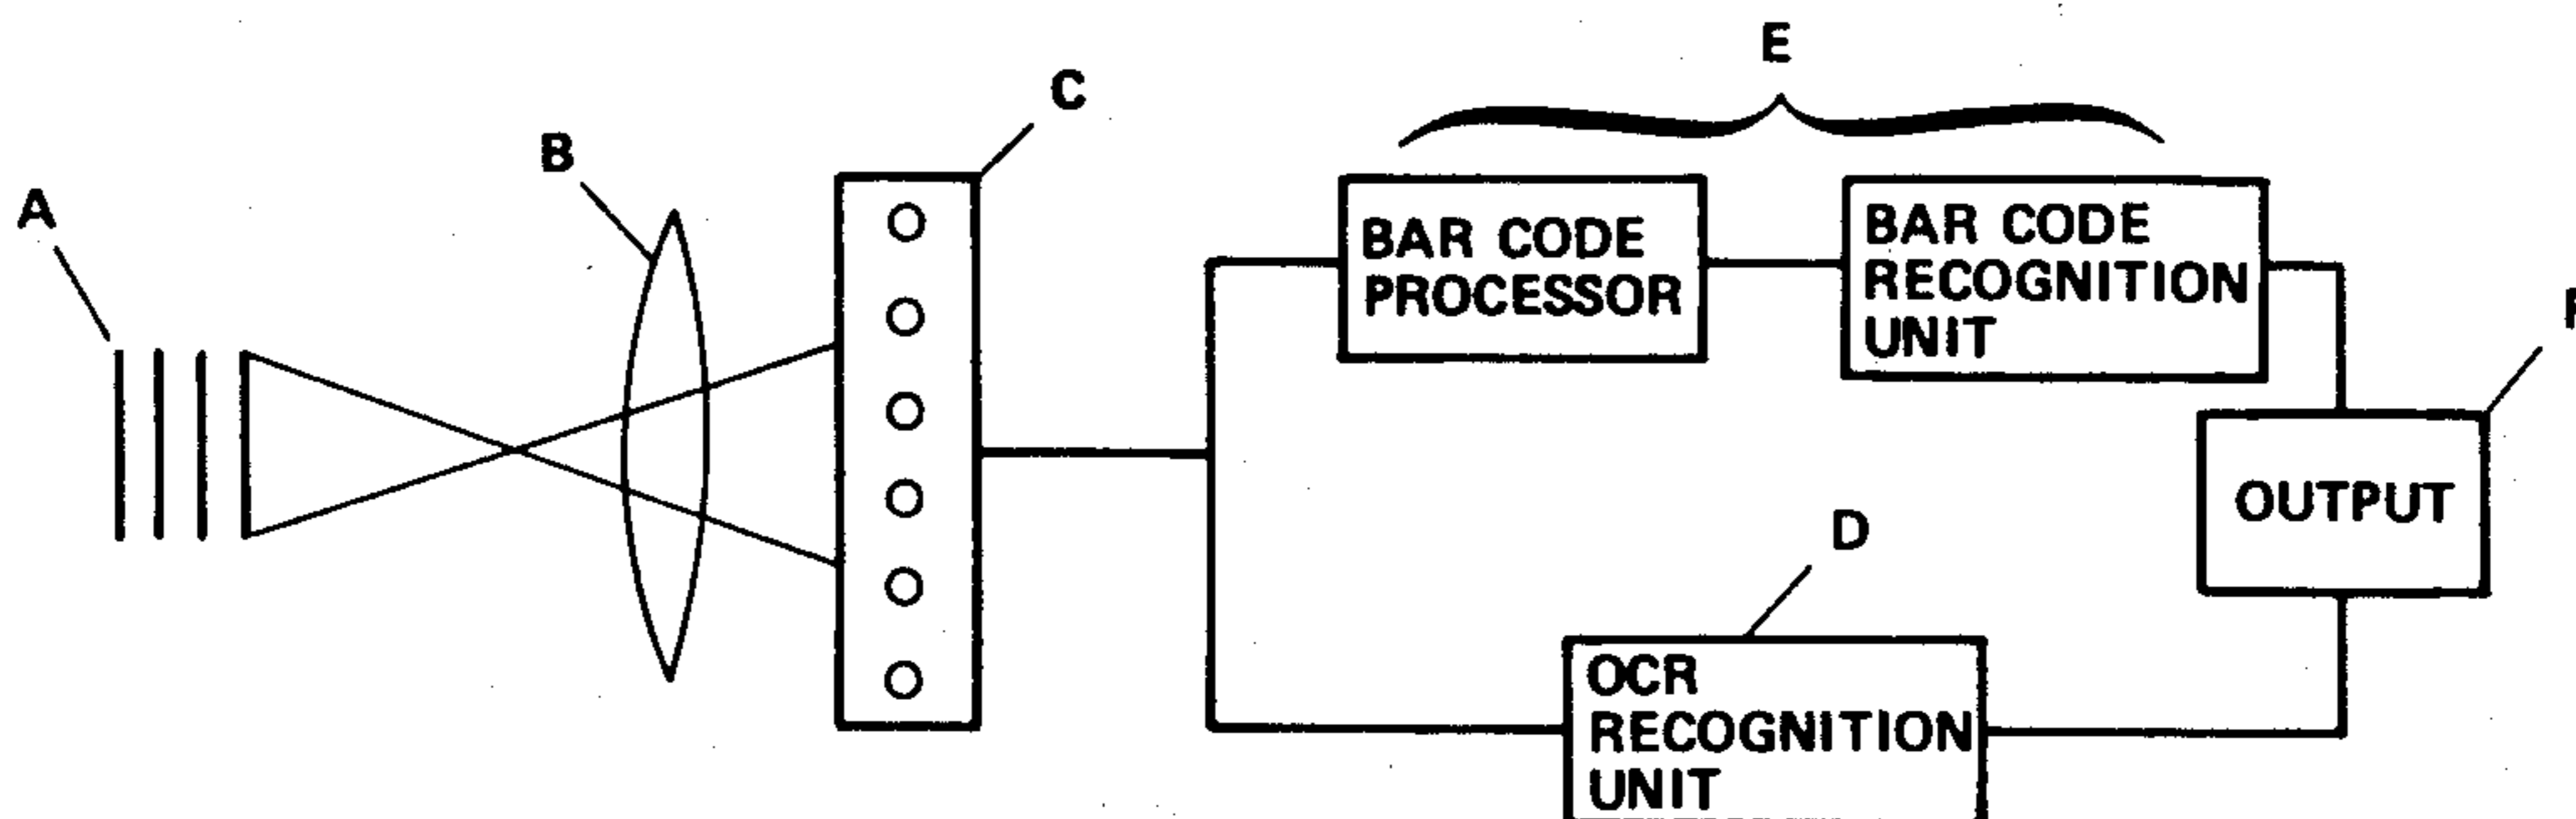 E
C
B
A
BAR CODE
PROCESSOR
BAR CODE
RECOGNITION
UNIT
OUTPUT
D
OCR
RECOGNITION
UNIT